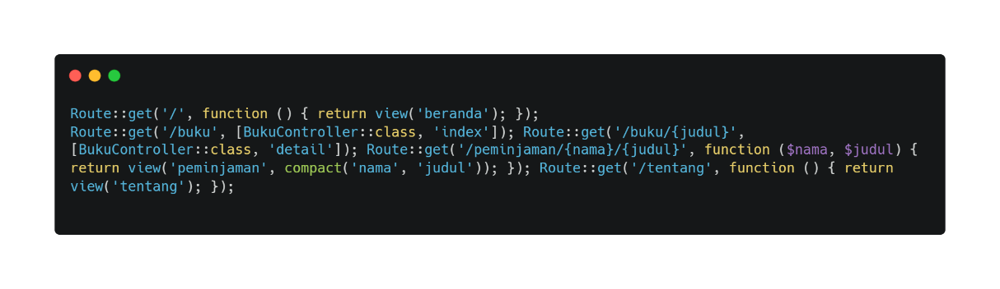 Route::get('/', function () { return view('beranda'); });
Route::get('/buku', [BukuController::class, 'index']); Route::get('/buku/{judul}',
[BukuController::class, 'detail']); Route::get('/peminjaman/{nama}/{judul}', function ($nama, $judul) {
return view('peminjaman', compact('nama', 'judul')); }); Route::get('/tentang', function () { return
view('tentang'); });